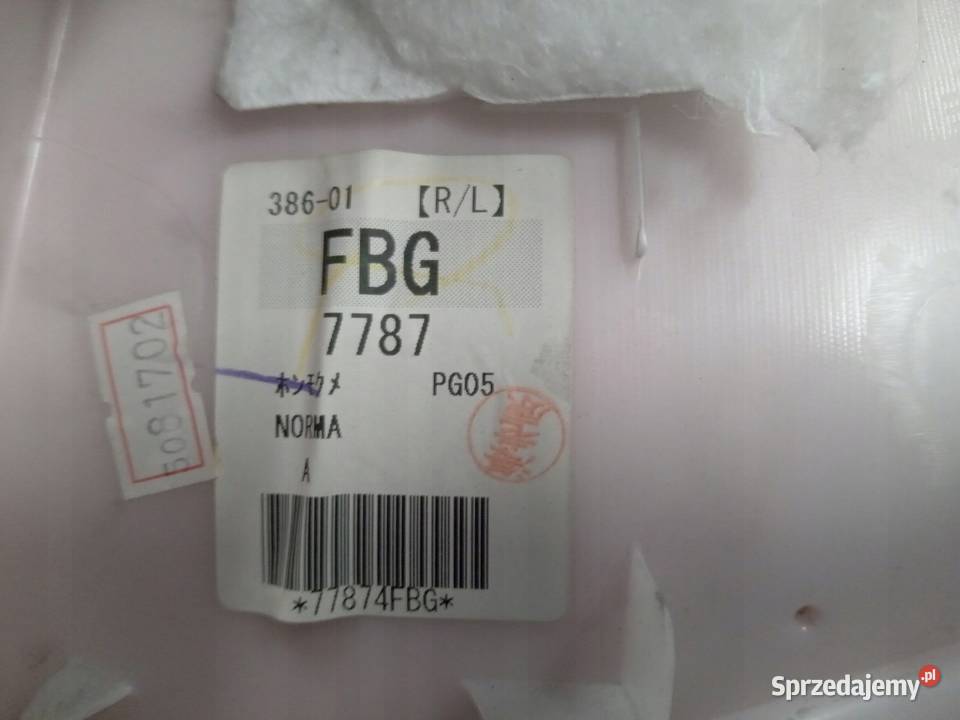 386-01 【R/L】
FBG
7787
ホンモクメ PG05
NORMA
A
*77874FBG*
5081702
Sprzedajemy.pl